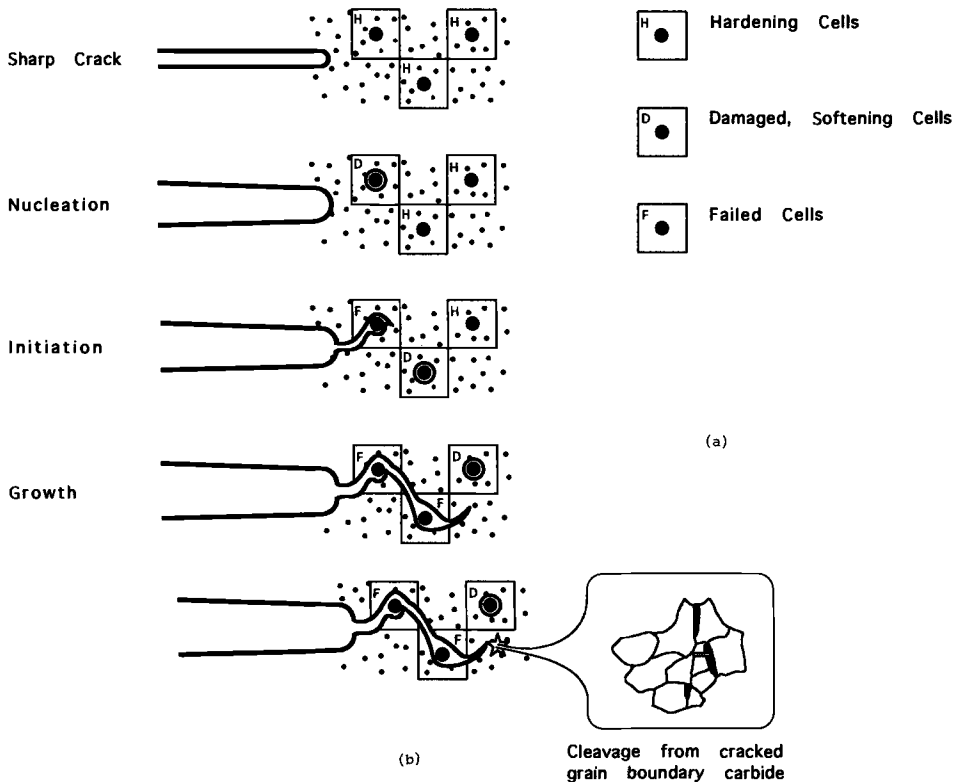 Sharp Crack
H
H
H
Nucleation
D
H
H
Initiation
F
H
D
Growth
F
D
F
F
D
F
(b)
Cleavage from cracked
grain boundary carbide
H
Hardening Cells
D
Damaged, Softening Cells
F
Failed Cells
(a)